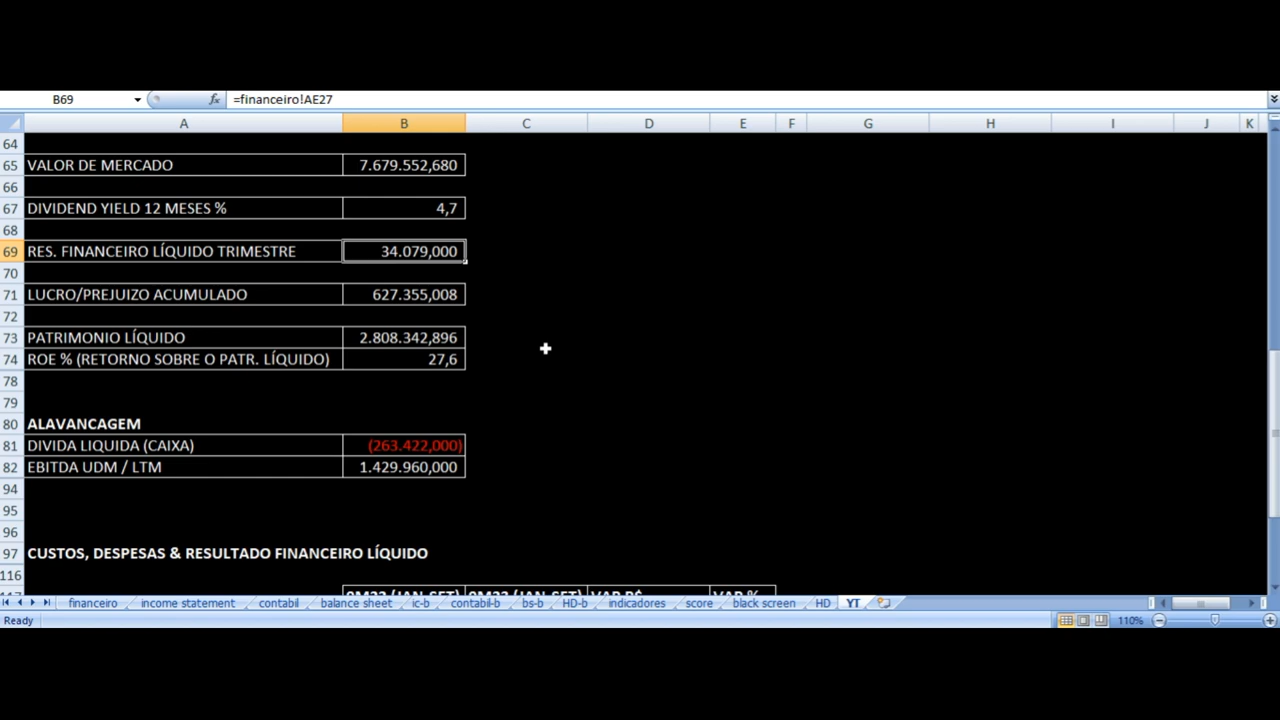 B69 fx =financeiro!AE27
A B C D E F G H I J K
64
65 VALOR DE MERCADO 7.679.552,680
66
67 DIVIDEND YIELD 12 MESES % 4,7
68
69 RES. FINANCEIRO LÍQUIDO TRIMESTRE 34.079,000
70
71 LUCRO/PREJUIZO ACUMULADO 627.355,008
72
73 PATRIMONIO LÍQUIDO 2.808.342,896
74 ROE % (RETORNO SOBRE O PATR. LÍQUIDO) 27,6
78
79
80 ALAVANCAGEM
81 DIVIDA LIQUIDA (CAIXA) (263.422,000)
82 EBITDA UDM / LTM 1.429.960,000
94
95
96
97 CUSTOS, DESPESAS & RESULTADO FINANCEIRO LÍQUIDO
116
financeiro income statement contabil balance sheet ic-b contabil-b bs-b HD-b indicadores score black screen HD YT
Ready 110%